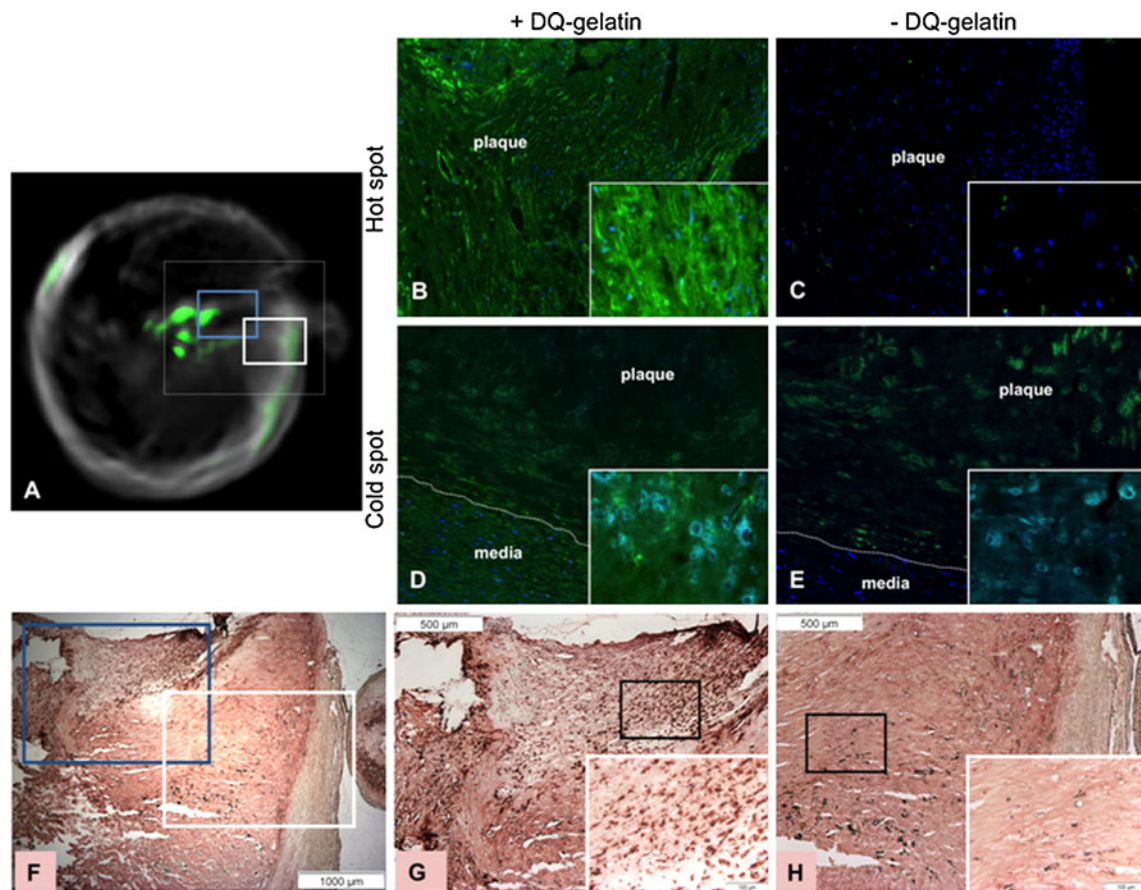 + DQ-gelatin
- DQ-gelatin
Hot spot
Cold spot
A
plaque
B
plaque
C
plaque
media
D
plaque
media
E
F
1000 µm
500 µm
G
500 µm
H